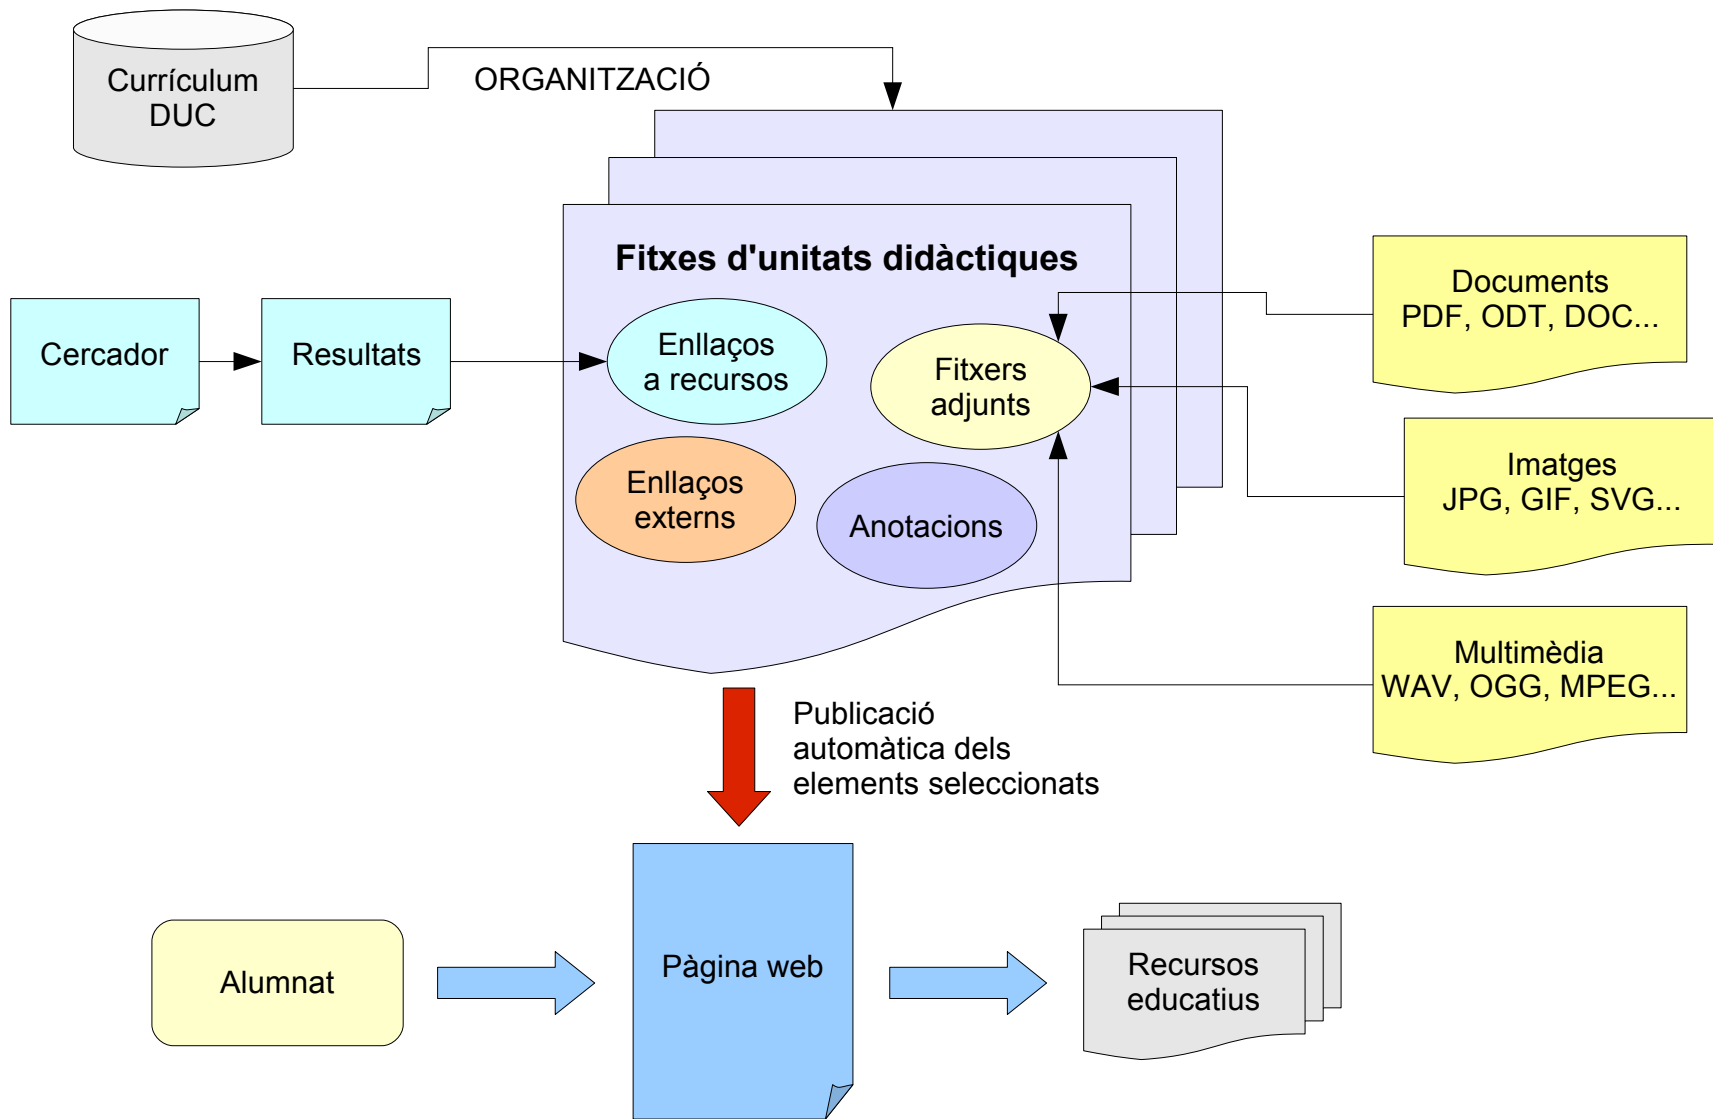 Currículum
DUC
ORGANITZACIÓ
Fitxes d'unitats didàctiques
Cercador
Resultats
Enllaços
a recursos
Fitxers
adjunts
Enllaços
externs
Anotacions
Documents
PDF, ODT, DOC...
Imatges
JPG, GIF, SVG...
Multimèdia
WAV, OGG, MPEG...
Publicació
automàtica dels
elements seleccionats
Alumnat
Pàgina web
Recursos
educatius